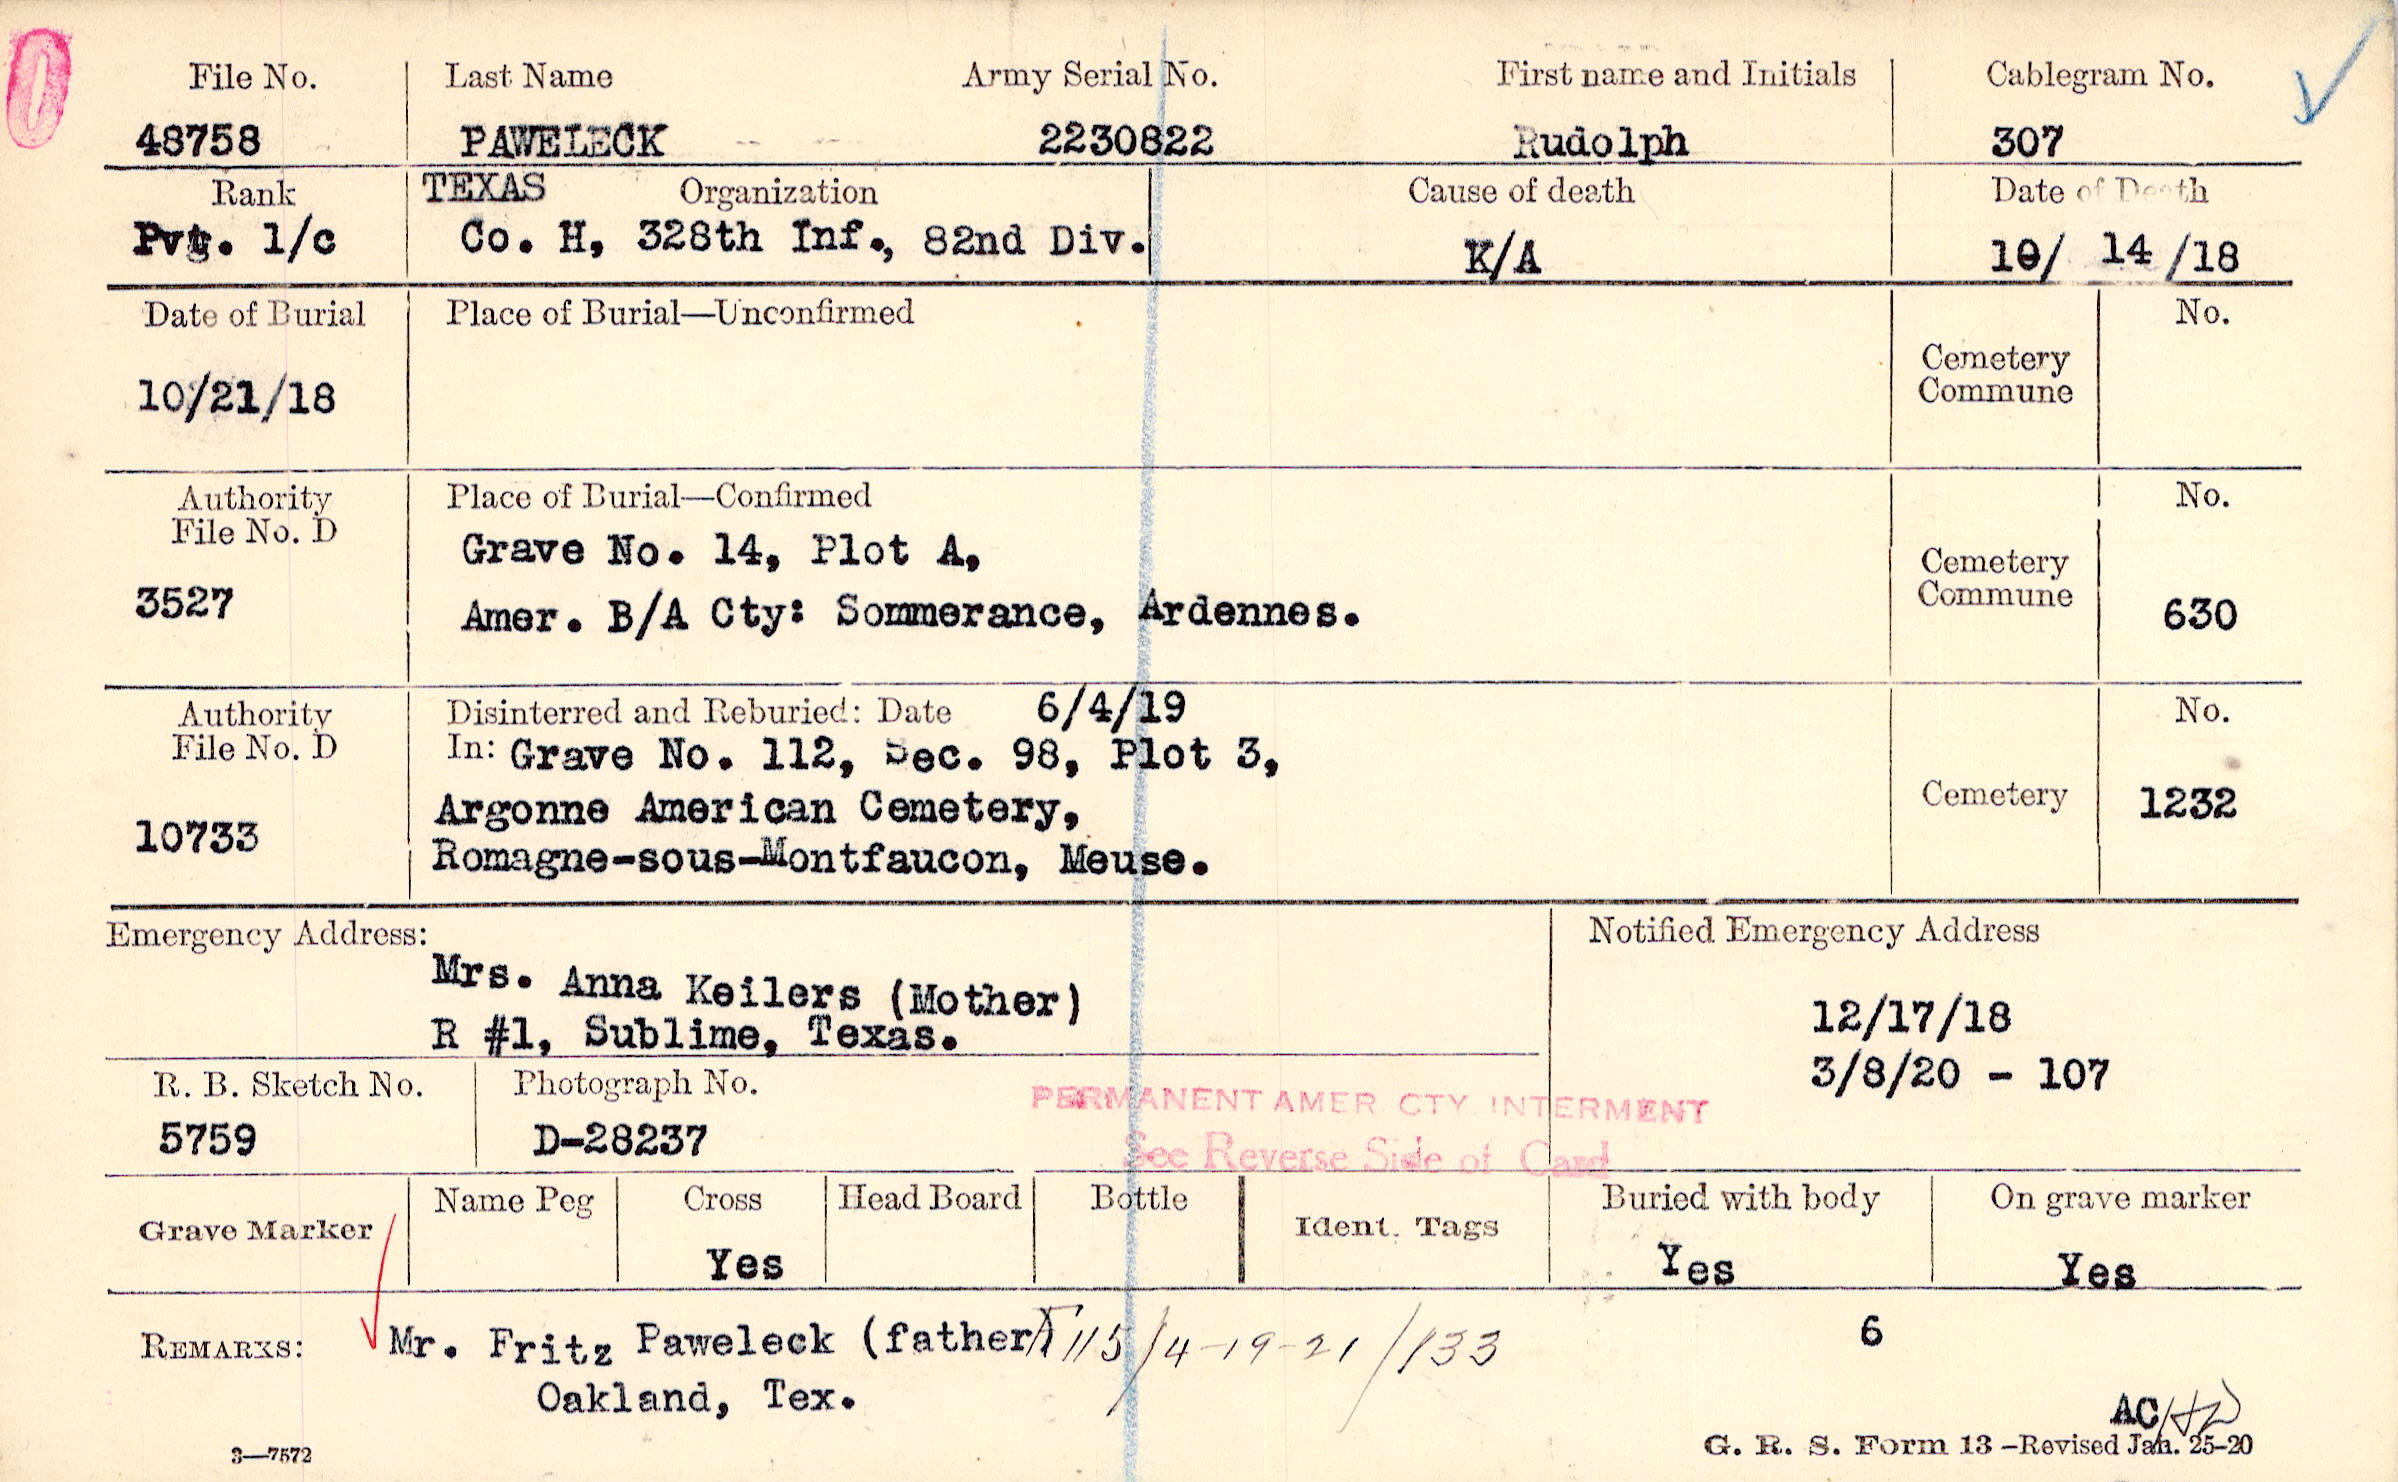 File No. Last Name Army Serial No. First name and Initials Cablegram No.
48758 PAWELECK 2230822 Rudolph 307
Rank TEXAS Organization Cause of death Date of Death
Pvt. 1/c Co. H, 328th Inf., 82nd Div. K/A 10/ 14 /18
Date of Burial Place of Burial—Unconfirmed No.
Cemetery
Commune
10/21/18
Authority Place of Burial—Confirmed No.
File No. D
Grave No. 14, Plot A,
Cemetery
Commune
3527 Amer. B/A Cty: Sommerance, Ardennes. 630
Authority Disinterred and Reburied: Date 6/4/19 No.
File No. D In: Grave No. 112, Sec. 98, Plot 3,
Argonne American Cemetery, Cemetery 1232
10733 Romagne-sous-Montfaucon, Meuse.
Emergency Address: Notified Emergency Address
Mrs. Anna Keilers (Mother)
R #1, Sublime, Texas.
12/17/18
3/8/20 - 107
R. B. Sketch No. Photograph No.
5759 D-28237
PERMANENT AMER CTY INTERMENT
See Reverse Side of Card
Grave Marker Name Peg Cross Head Board Bottle Ident. Tags Buried with body On grave marker
Yes Yes Yes
REMARKS: Mr. Fritz Paweleck (father) 115/4-19-21/133 6
Oakland, Tex.
AC
3—7572 G. R. S. Form 13 -Revised Jan. 25-20